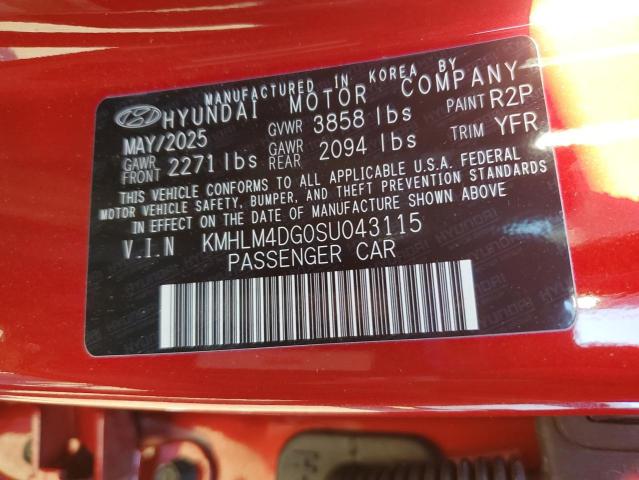 MANUFACTURED IN KOREA BY
HYUNDAI MOTOR COMPANY
MAY/2025 GVWR 3858 lbs PAINT R2P
GAWR FRONT 2271 lbs GAWR REAR 2094 lbs TRIM YFR
THIS VEHICLE CONFORMS TO ALL APPLICABLE U.S.A. FEDERAL
MOTOR VEHICLE SAFETY, BUMPER, AND THEFT PREVENTION STANDARDS
IN EFFECT ON THE DATE OF MANUFACTURE SHOWN ABOVE
V.I.N KMHLM4DG0SU043115
PASSENGER CAR